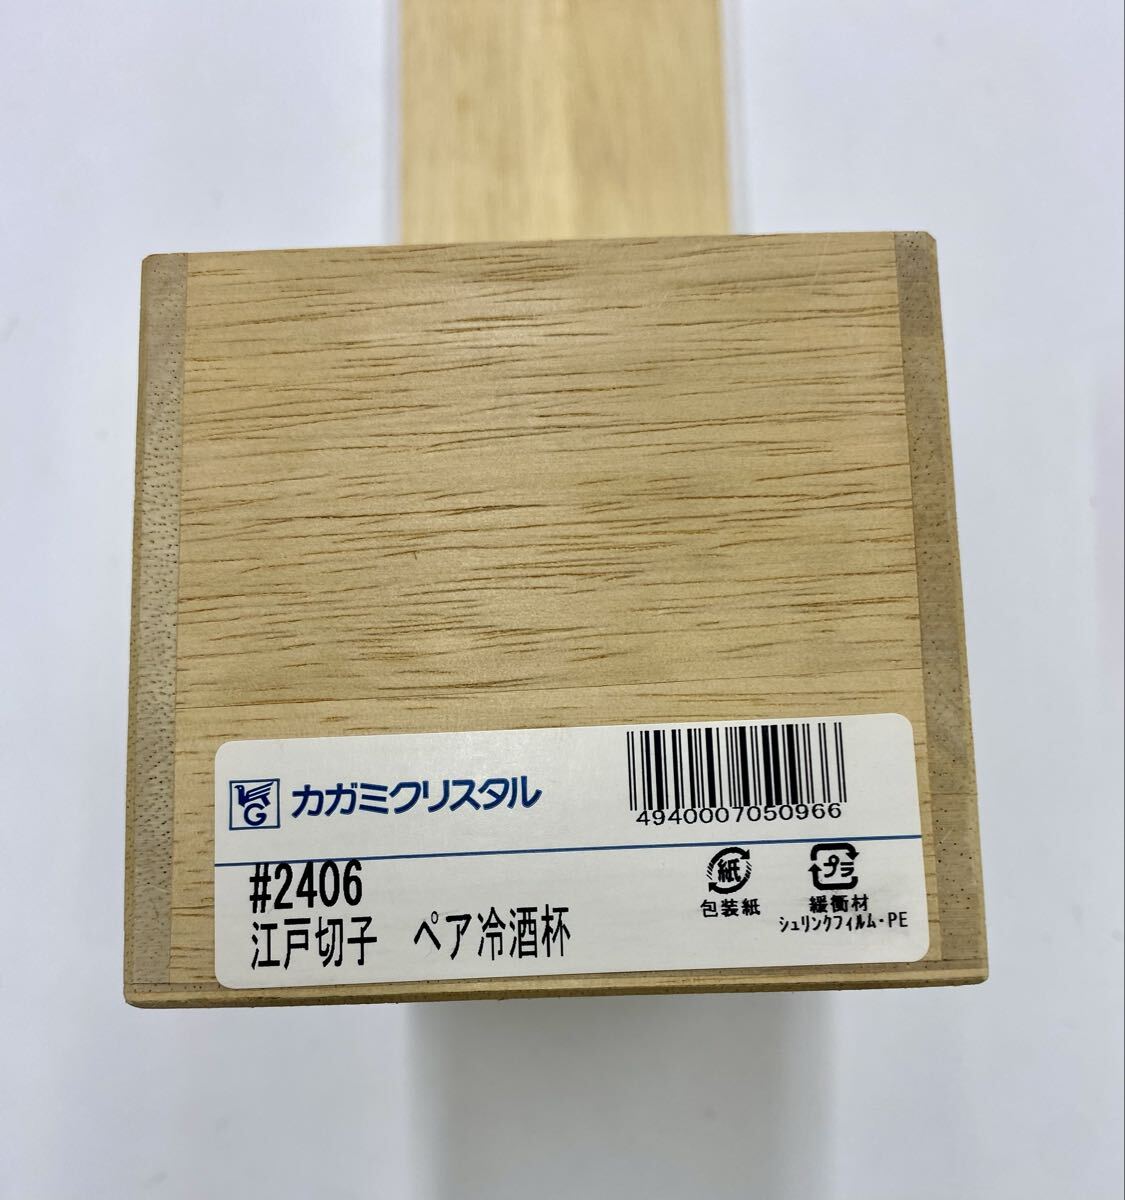 G カガミクリスタル
4940007050966
#2406
江戸切子 ペア冷酒杯
紙
包装紙
プラ
緩衝材
シュリンクフィルム・PE